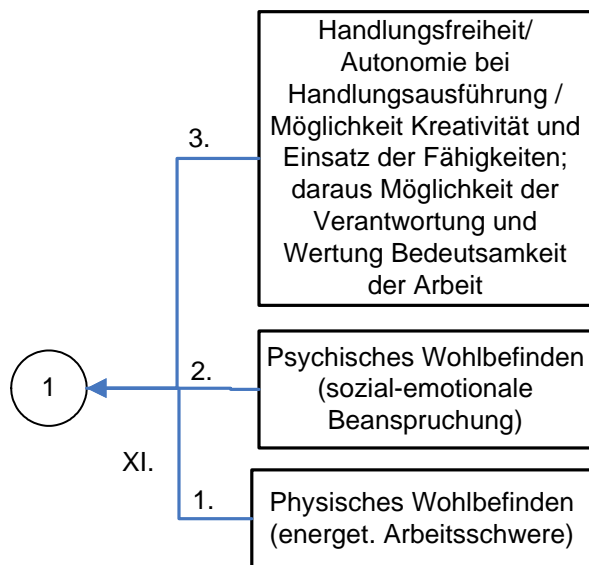 Handlungsfreiheit/
Autonomie bei
Handlungsausführung /
Möglichkeit Kreativität und
Einsatz der Fähigkeiten;
daraus Möglichkeit der
Verantwortung und
Wertung Bedeutsamkeit
der Arbeit
3.
Psychisches Wohlbefinden
(sozial-emotionale
Beanspruchung)
2.
1
XI.
1.
Physisches Wohlbefinden
(energet. Arbeitsschwere)